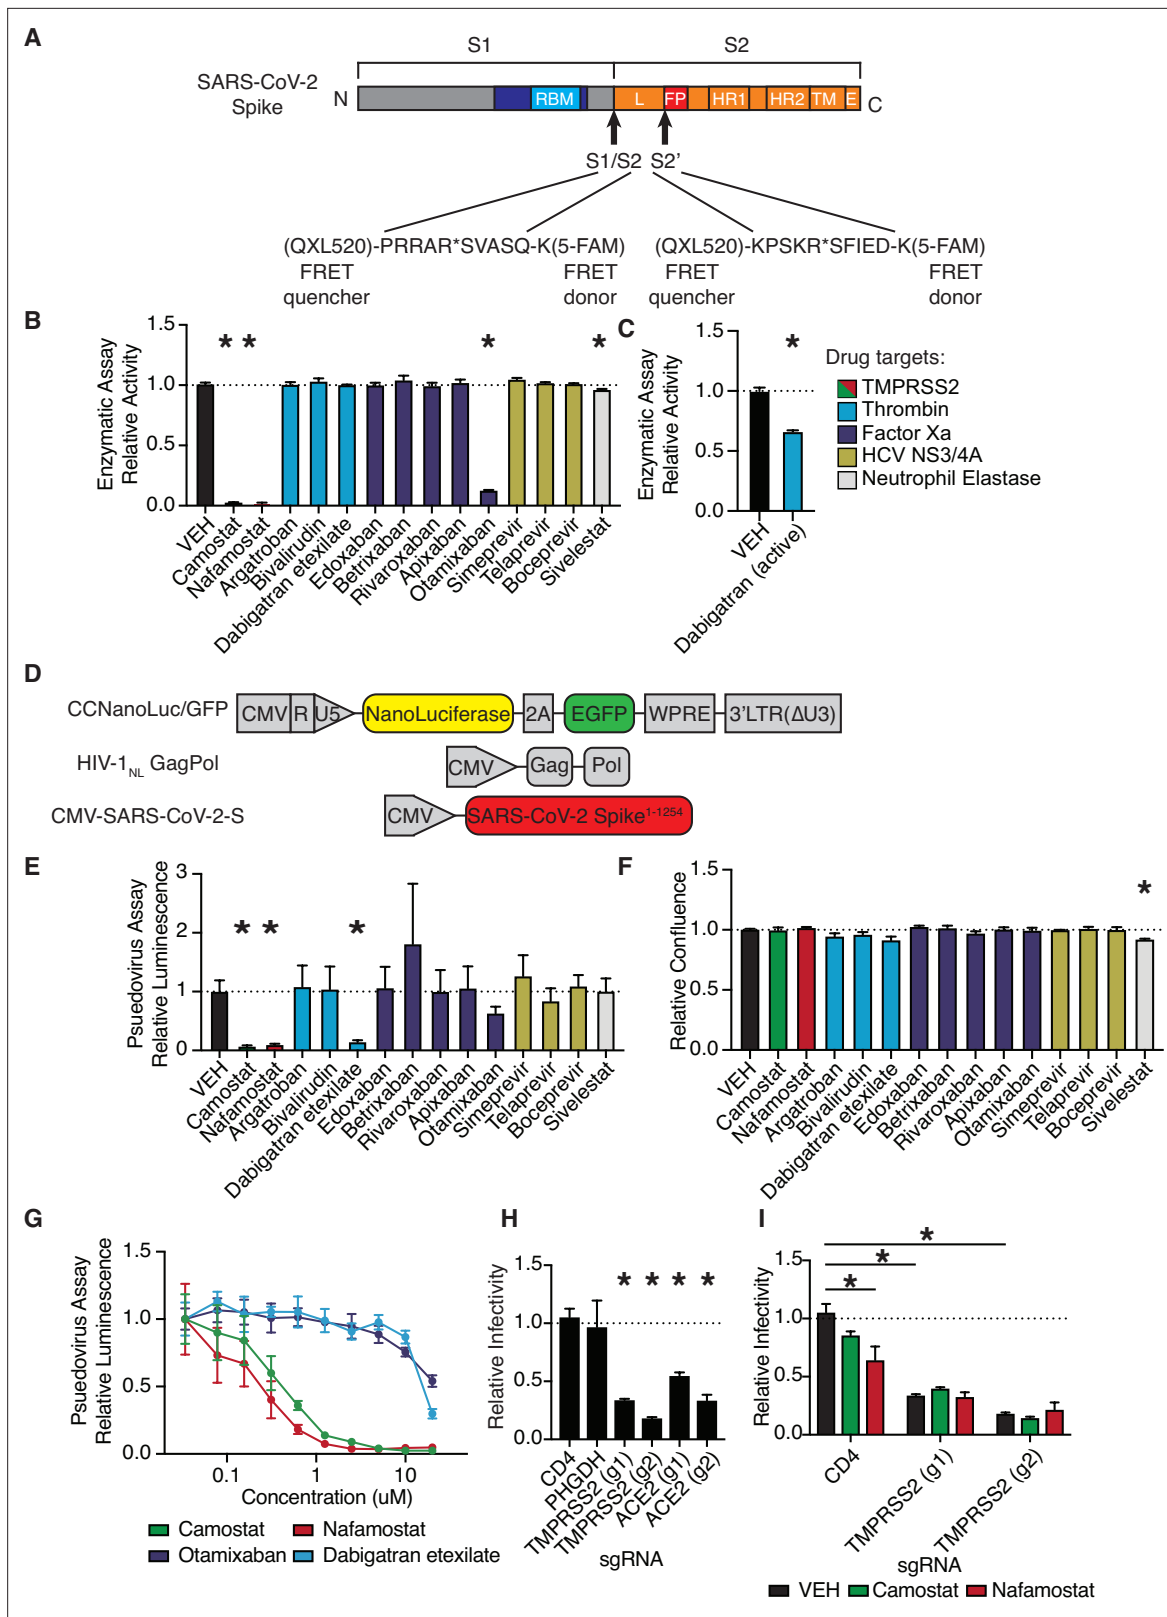 A
S1
S2
SARS-CoV-2
Spike
N
RBM
L
FP
HR1
HR2
TM
E
C
S1/S2
S2'
(QXL520)-PRRAR*SVASQ-K(5-FAM)
(QXL520)-KPSKR*SFIED-K(5-FAM)
FRET
quencher
FRET
donor
FRET
quencher
FRET
donor
B
Enzymatic Assay
Relative Activity
1.5
1.0
0.5
0.0
*
*
*
*
VEH
Camostat
Nafamostat
Argatroban
Bivalirudin
Dabigatran etexilate
Edoxaban
Betrixaban
Rivaroxaban
Apixaban
Otamixaban
Simeprevir
Telaprevir
Boceprevir
Sivelestat
C
Enzymatic Assay
Relative Activity
1.5
1.0
0.5
0.0
*
VEH
Dabigatran (active)
Drug targets:
TMPRSS2
Thrombin
Factor Xa
HCV NS3/4A
Neutrophil Elastase
D
CCNanoLuc/GFP
CMV
R
U5
NanoLuciferase
2A
EGFP
WPRE
3'LTR(ΔU3)
HIV-1NL GagPol
CMV
Gag
Pol
CMV-SARS-CoV-2-S
CMV
SARS-CoV-2 Spike1-1254
E
Psuedovirus Assay
Relative Luminescence
3
2
1
0
*
*
*
VEH
Camostat
Nafamostat
Argatroban
Bivalirudin
Dabigatran etexilate
Edoxaban
Betrixaban
Rivaroxaban
Apixaban
Otamixaban
Simeprevir
Telaprevir
Boceprevir
Sivelestat
F
Relative Confluence
1.5
1.0
0.5
0.0
*
VEH
Camostat
Nafamostat
Argatroban
Bivalirudin
Dabigatran etexilate
Edoxaban
Betrixaban
Rivaroxaban
Apixaban
Otamixaban
Simeprevir
Telaprevir
Boceprevir
Sivelestat
G
Psuedovirus Assay
Relative Luminescence
1.5
1.0
0.5
0.0
0.1
1
10
Concentration (uM)
Camostat
Nafamostat
Otamixaban
Dabigatran etexilate
H
Relative Infectivity
1.5
1.0
0.5
0.0
*
*
*
*
CD4
PHGDH
TMPRSS2 (g1)
TMPRSS2 (g2)
ACE2 (g1)
ACE2 (g2)
sgRNA
I
Relative Infectivity
1.5
1.0
0.5
0.0
*
*
*
CD4
TMPRSS2 (g1)
TMPRSS2 (g2)
sgRNA
VEH
Camostat
Nafamostat